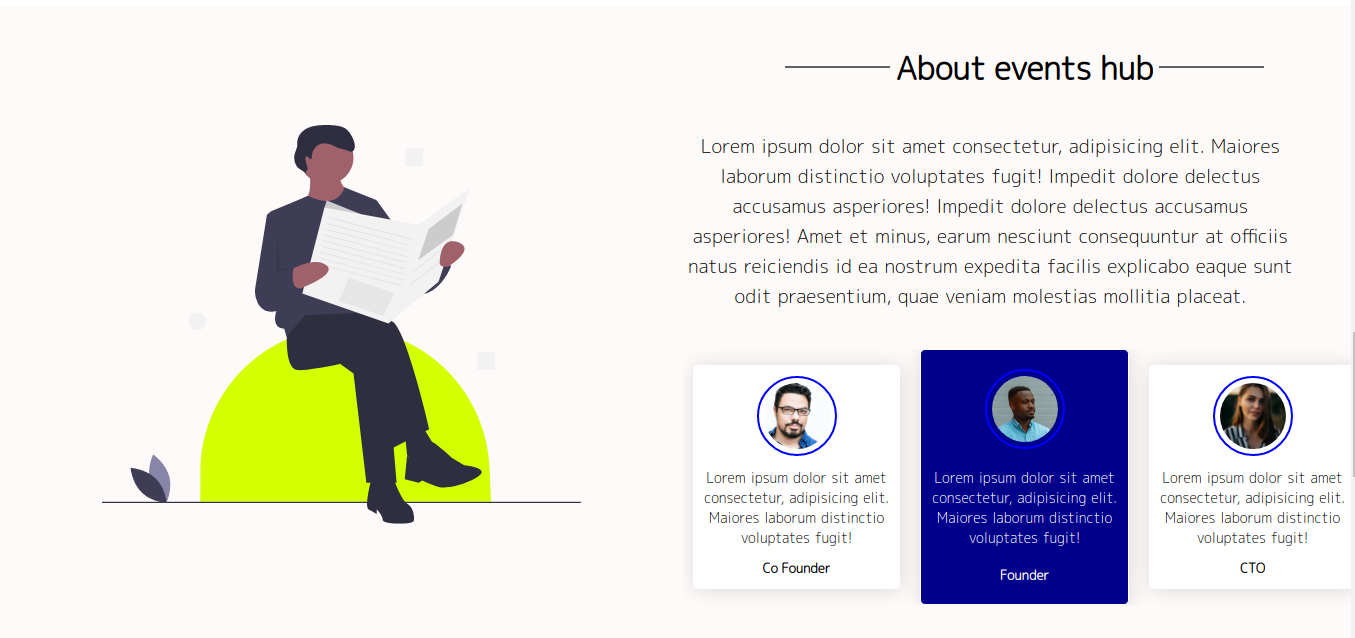 About events hub
Lorem ipsum dolor sit amet consectetur, adipisicing elit. Maiores
laborum distinctio voluptates fugit! Impedit dolore delectus
accusamus asperiores! Impedit dolore delectus accusamus
asperiores! Amet et minus, earum nesciunt consequuntur at officiis
natus reiciendis id ea nostrum expedita facilis explicabo eaque sunt
odit praesentium, quae veniam molestias mollitia placeat.
Lorem ipsum dolor sit amet
consectetur, adipisicing elit.
Maiores laborum distinctio
voluptates fugit!
Co Founder
Lorem ipsum dolor sit amet
consectetur, adipisicing elit.
Maiores laborum distinctio
voluptates fugit!
Founder
Lorem ipsum dolor sit amet
consectetur, adipisicing elit.
Maiores laborum distinctio
voluptates fugit!
CTO